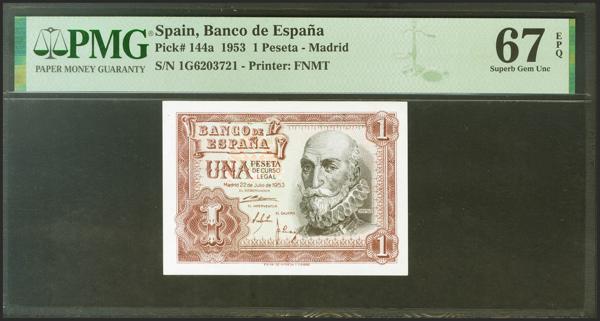 PMG
PAPER MONEY GUARANTY
Spain, Banco de España
Pick# 144a 1953 1 Peseta - Madrid
S/N 1G6203721 - Printer: FNMT
67 EPQ
Superb Gem Unc
BANCO DE
ESPAÑA
1
UNA PESETA
DE CURSO
LEGAL
Madrid 22 de Julio de 1953
EL GOBERNADOR
EL INTERVENTOR
EL CAJERO
1
1